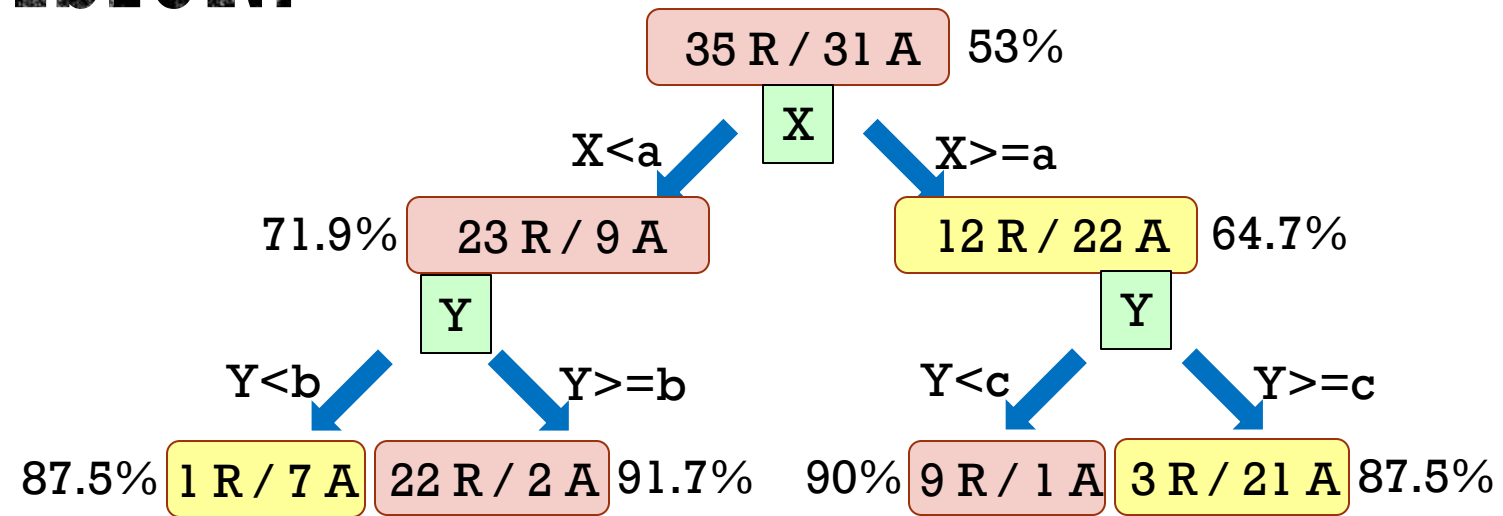 35 R / 31 A 53%
X
X<a X>=a
71.9% 23 R / 9 A 12 R / 22 A 64.7%
Y Y
Y<b Y>=b Y<c Y>=c
87.5% 1 R / 7 A 22 R / 2 A 91.7% 90% 9 R / 1 A 3 R / 21 A 87.5%